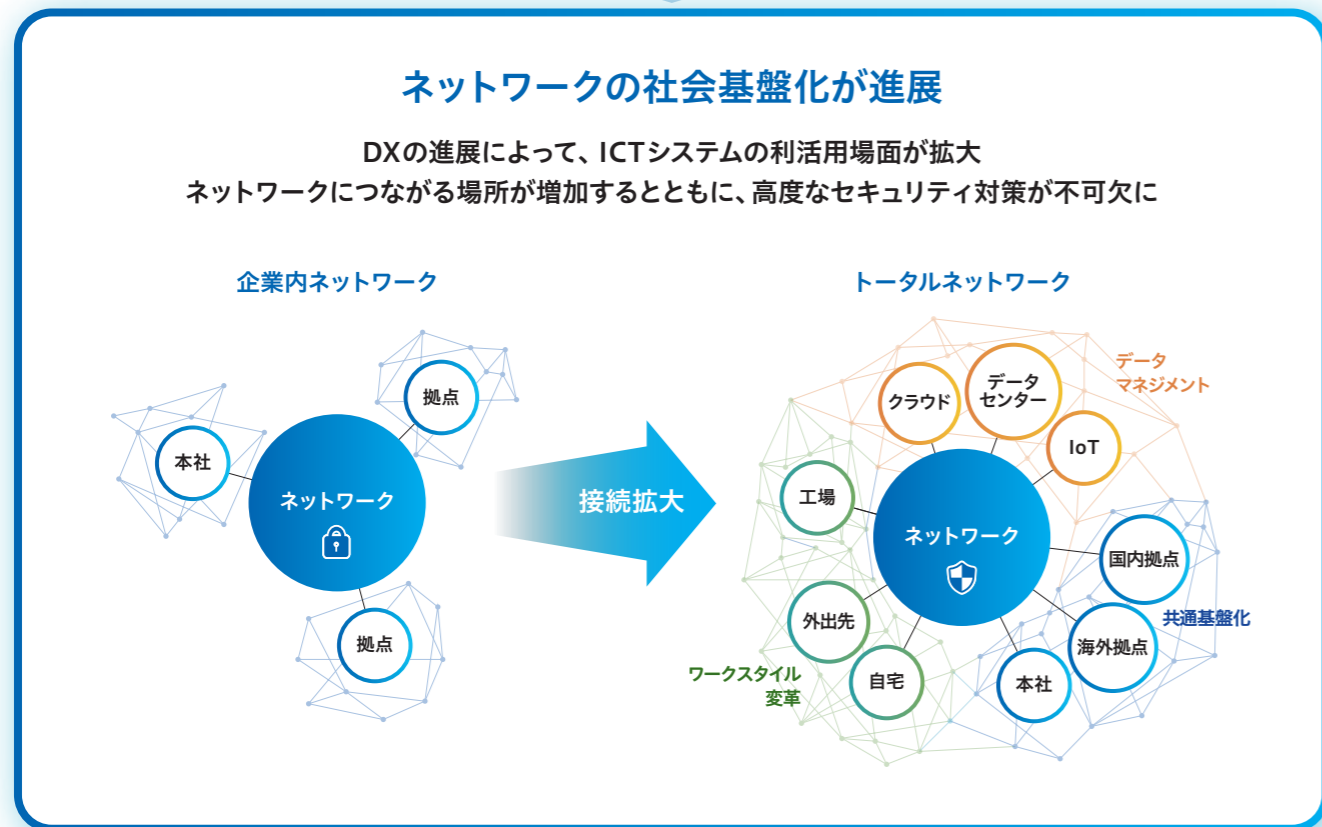 ネットワークの社会基盤化が進展
DXの進展によって、ICTシステムの利活用場面が拡大
ネットワークにつながる場所が増加するとともに、高度なセキュリティ対策が不可欠に
企業内ネットワーク
拠点
本社
ネットワーク
拠点
接続拡大
トータルネットワーク
データ
マネジメント
クラウド
データ
センター
IoT
工場
ネットワーク
国内拠点
共通基盤化
外出先
海外拠点
ワークスタイル
変革
自宅
本社